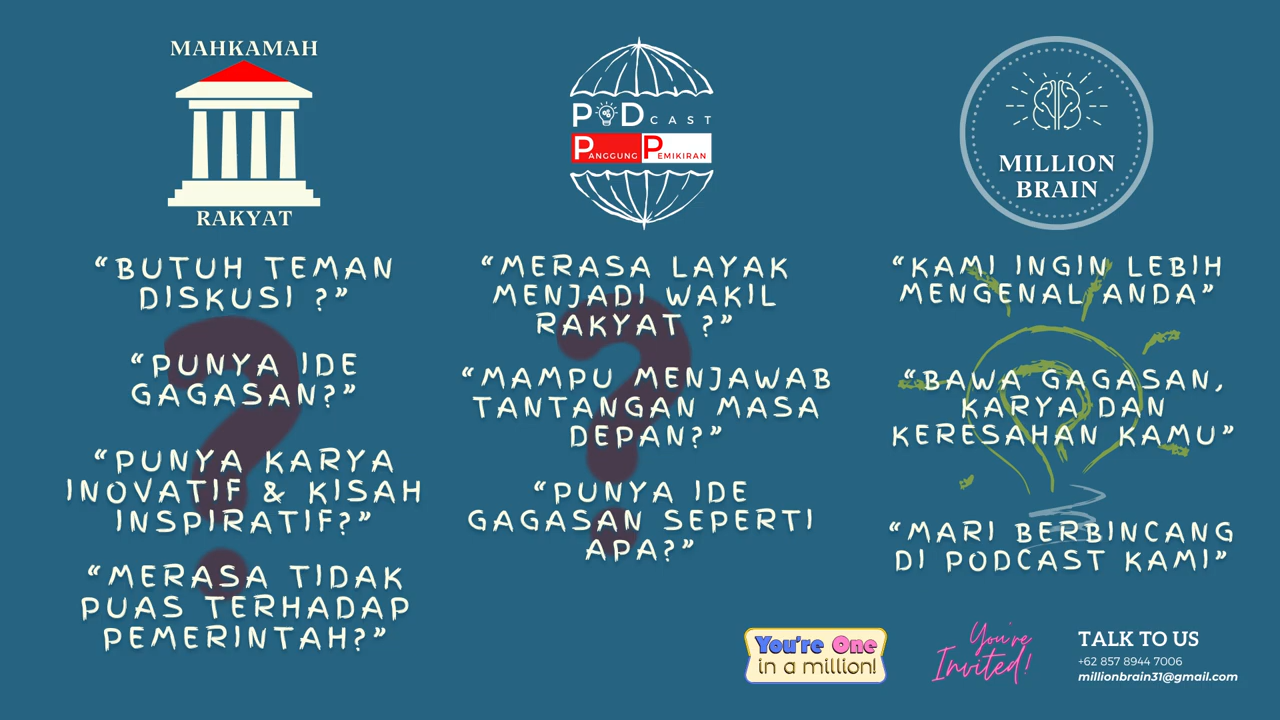 MAHKAMAH
RAKYAT
“BUTUH TEMAN
DISKUSI ?”
“PUNYA IDE
GAGASAN?”
“PUNYA KARYA
INOVATIF & KISAH
INSPIRATIF?”
“MERASA TIDAK
PUAS TERHADAP
PEMERINTAH?”
PODCAST
PANGGUNG PEMIKIRAN
“MERASA LAYAK
MENJADI WAKIL
RAKYAT ?”
“MAMPU MENJAWAB
TANTANGAN MASA
DEPAN?”
“PUNYA IDE
GAGASAN SEPERTI
APA?”
MILLION
BRAIN
“KAMI INGIN LEBIH
MENGENAL ANDA”
“BAWA GAGASAN,
KARYA DAN
KERESAHAN KAMU”
“MARI BERBINCANG
DI PODCAST KAMI”
You're One
in a million!
You're
Invited!
TALK TO US
+62 857 8944 7006
millionbrain31@gmail.com